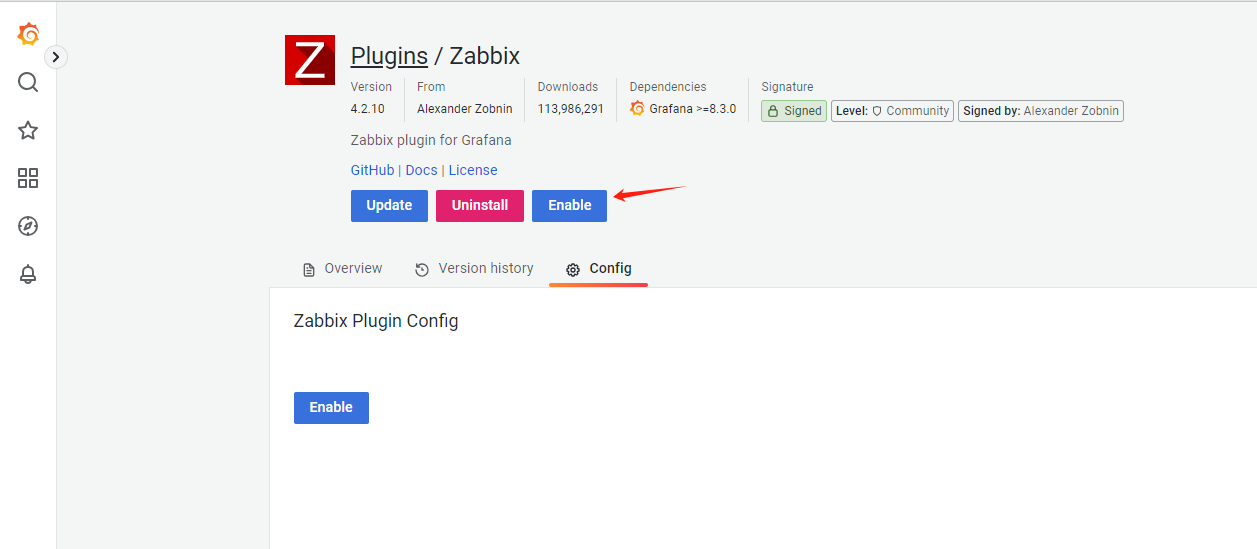 Z
Plugins / Zabbix
Version From Downloads Dependencies Signature
4.2.10 Alexander Zobnin 113,986,291 Grafana >=8.3.0 Signed Level: Community Signed by: Alexander Zobnin
Zabbix plugin for Grafana
GitHub | Docs | License
Update Uninstall Enable
Overview Version history Config
Zabbix Plugin Config
Enable